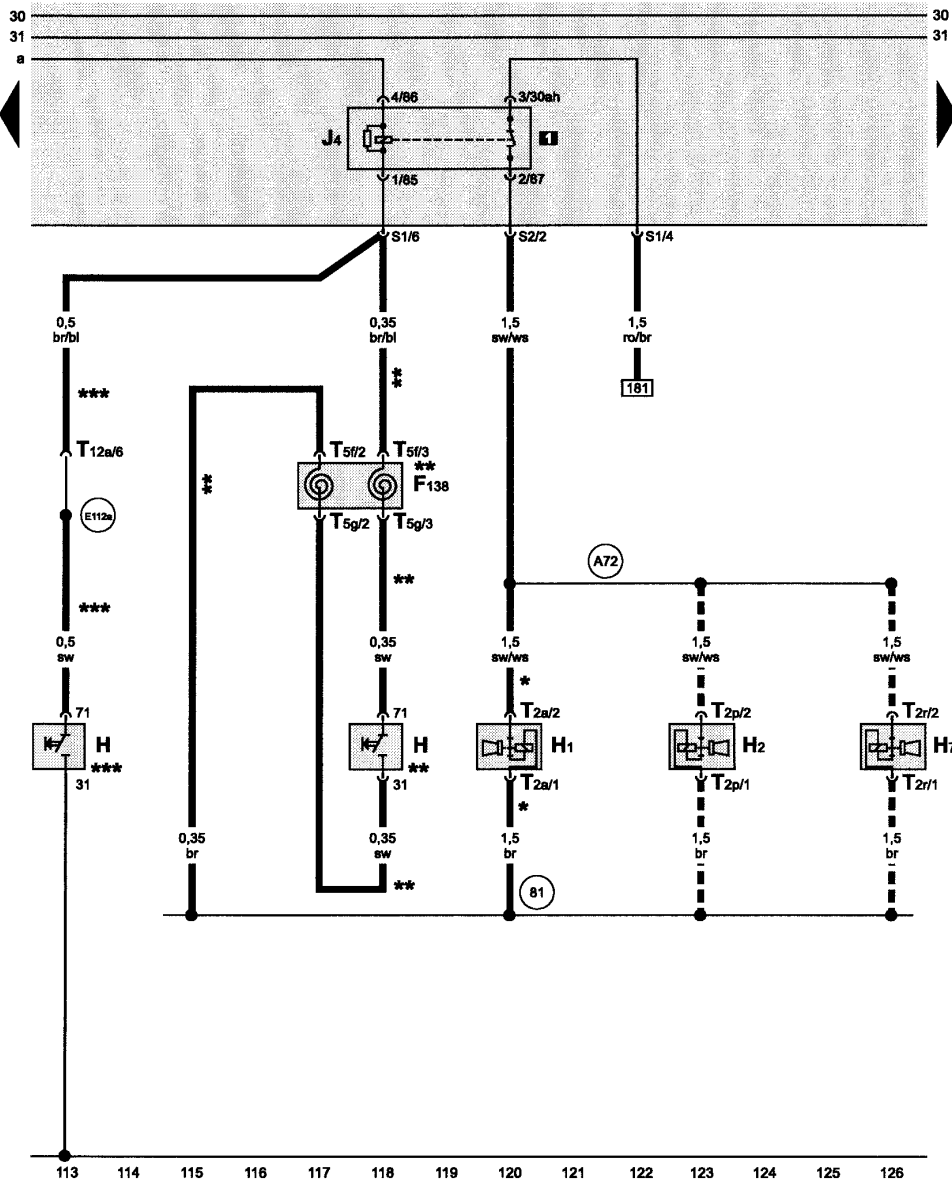 30 30
31 31
a
4/86 3/30ah
J4 1
1/85 2/87
S1/6 S2/2 S1/4
0,5 0,35 1,5 1,5
br/bl br/bl sw/ws ro/br
**
181
***
T12a/6 T5f/2 T5f/3
**
** F138
E112a
T5g/2 T5g/3
A72
**
***
0,5 0,35 1,5 1,5 1,5
sw sw sw/ws sw/ws sw/ws
*
71 71 T2a/2 T2p/2 T2r/2
H H H1 H2 H7
*** **
31 31 T2a/1 T2p/1 T2r/1
*
0,35 0,35 1,5 1,5 1,5
br sw br br br
**
81
113 114 115 116 117 118 119 120 121 122 123 124 125 126